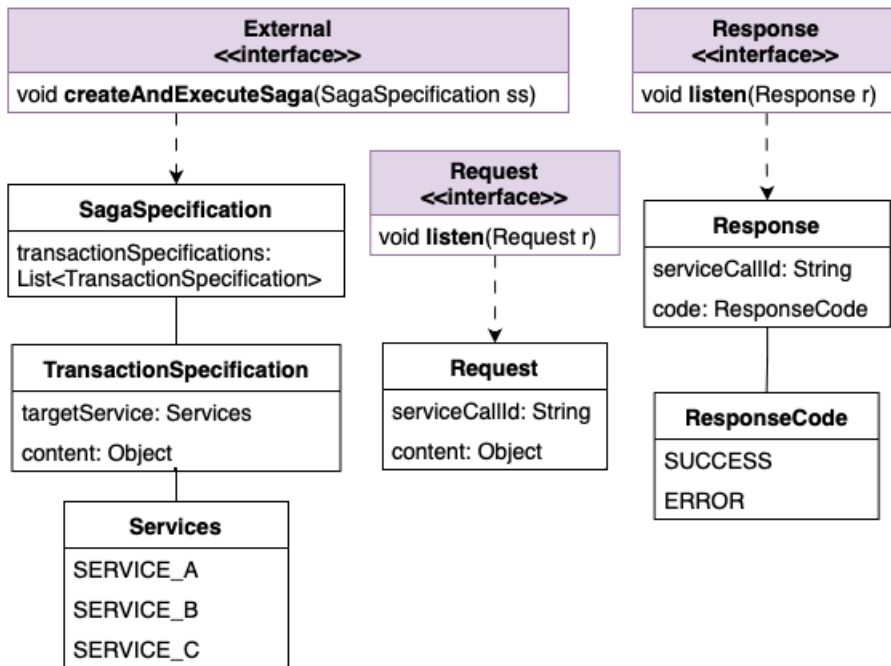 External
<<interface>>
void createAndExecuteSaga(SagaSpecification ss)
SagaSpecification
transactionSpecifications:
List<TransactionSpecification>
TransactionSpecification
targetService: Services
content: Object
Services
SERVICE_A
SERVICE_B
SERVICE_C
Request
<<interface>>
void listen(Request r)
Request
serviceCallId: String
content: Object
Response
<<interface>>
void listen(Response r)
Response
serviceCallId: String
code: ResponseCode
ResponseCode
SUCCESS
ERROR